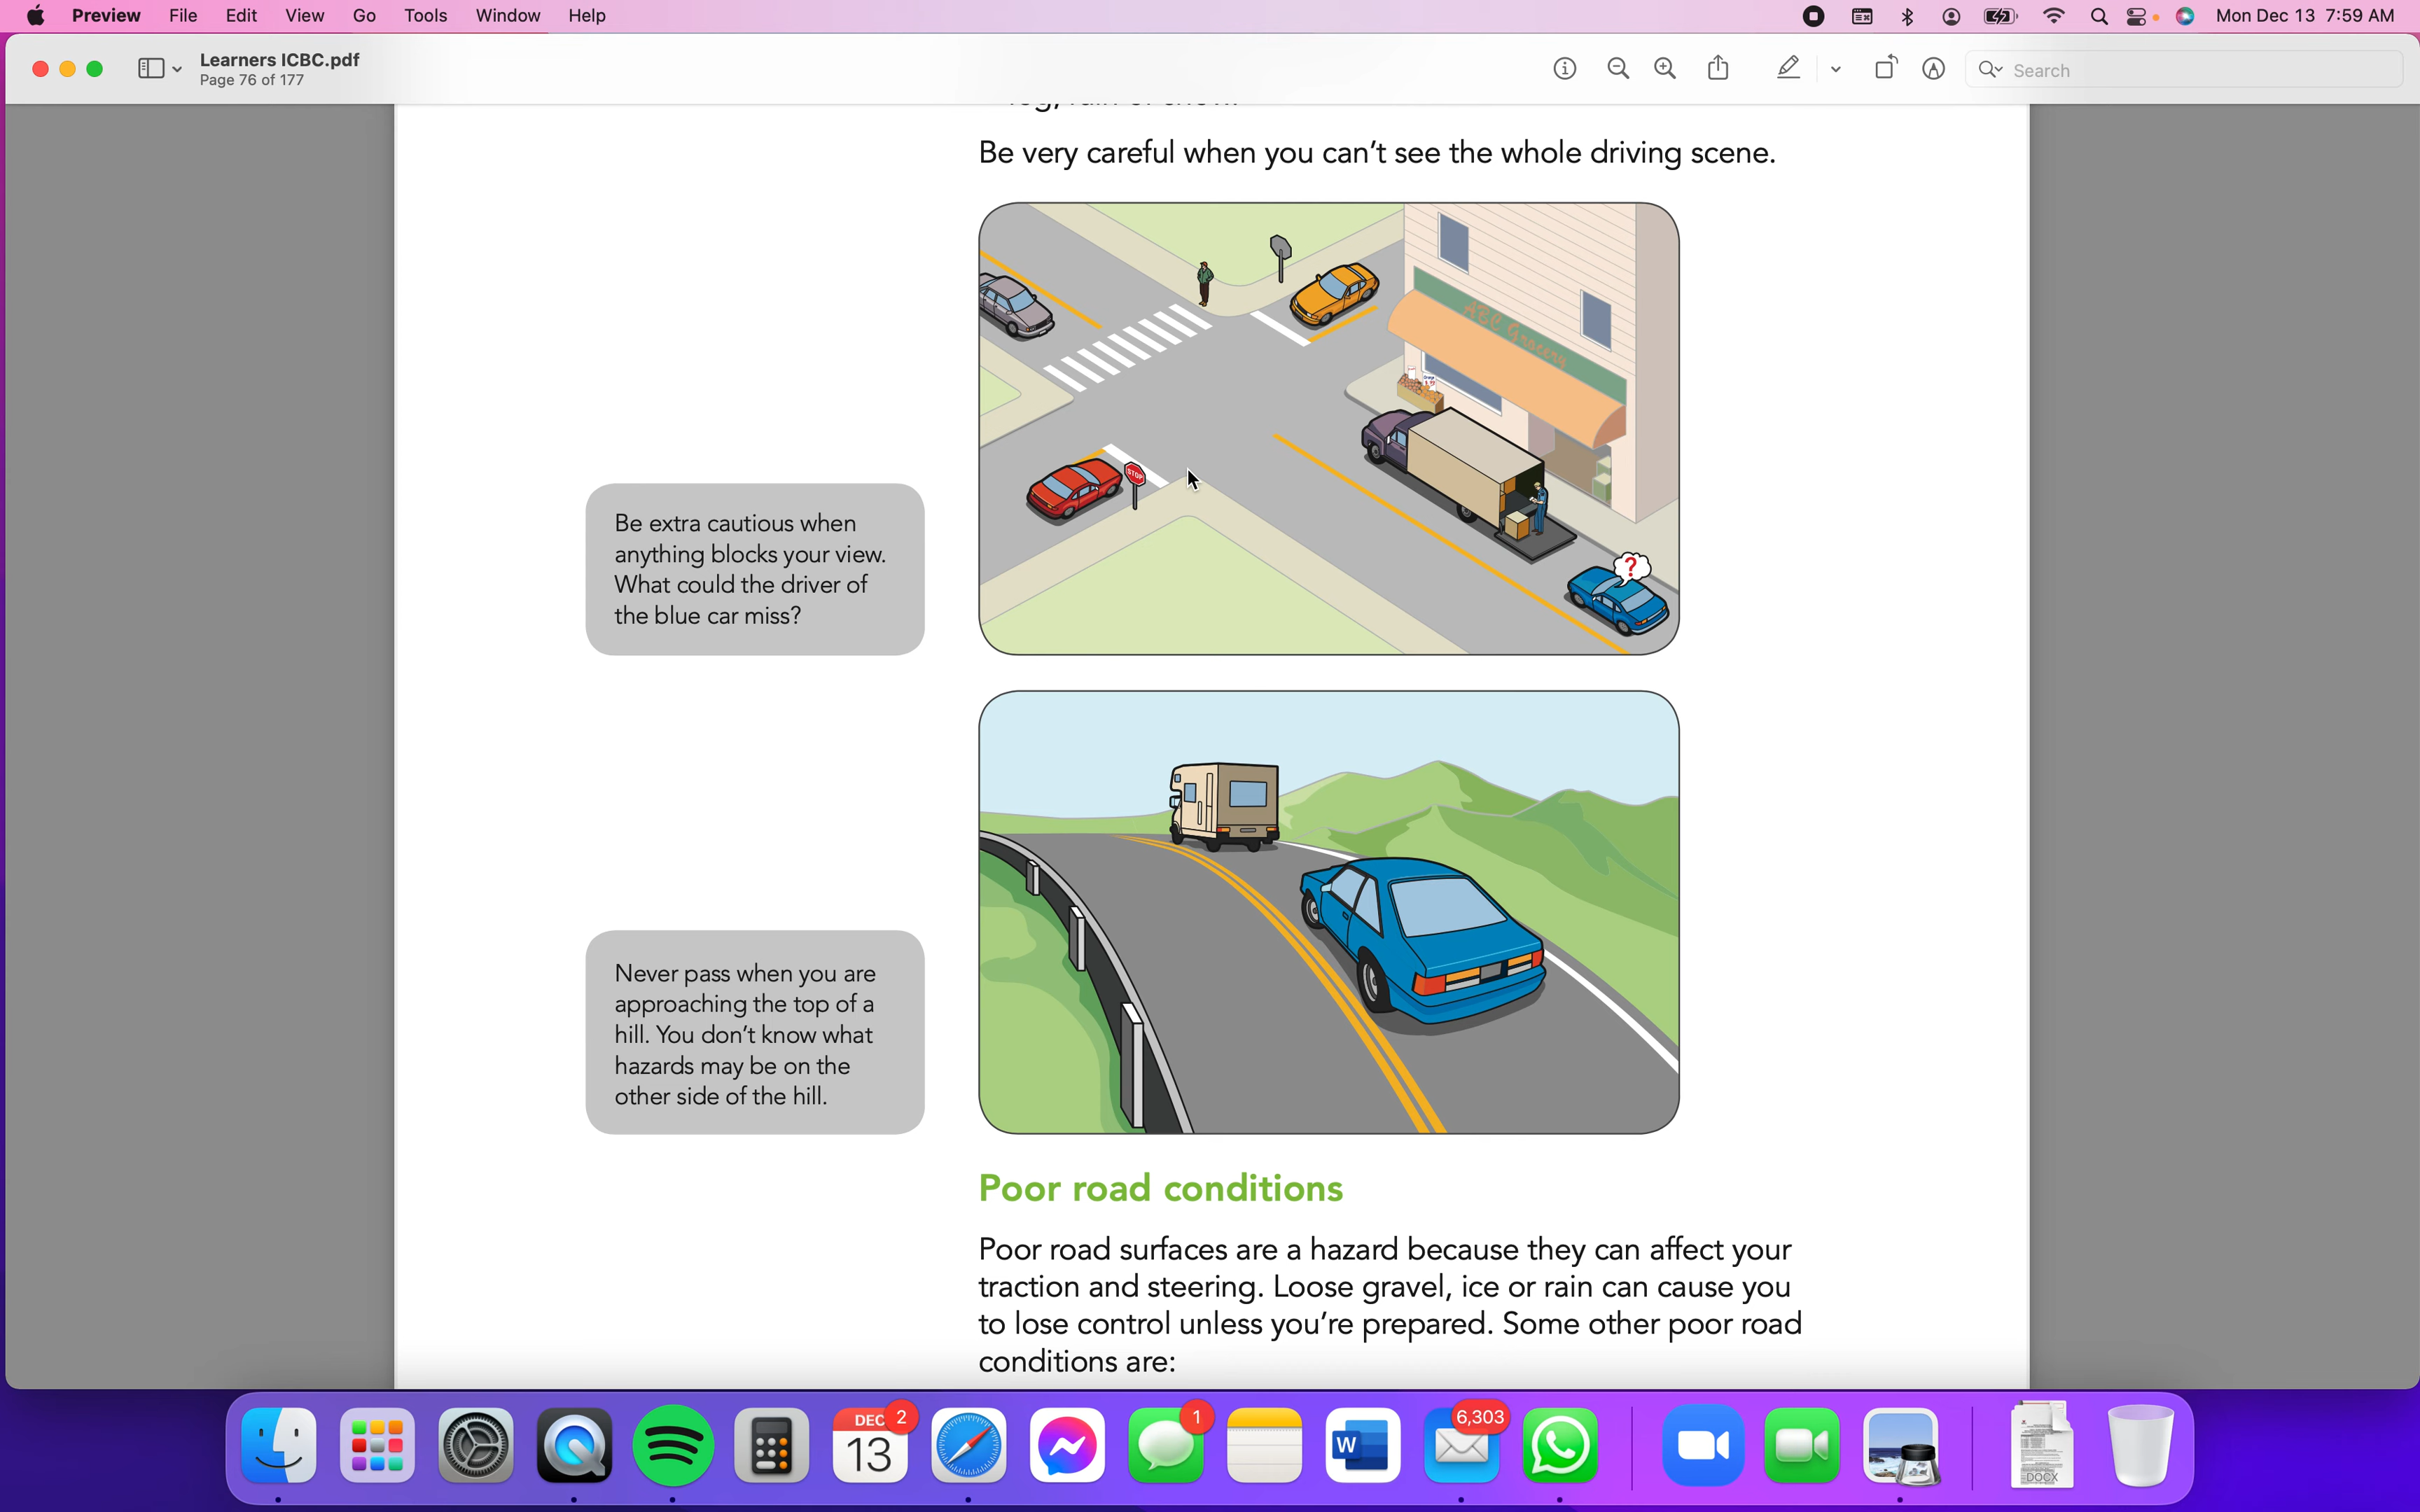 Preview File Edit View Go Tools Window Help
Mon Dec 13 7:59 AM
Learners ICBC.pdf
Page 76 of 177
Search
Be very careful when you can't see the whole driving scene.
ABC Grocery
STOP
?
Be extra cautious when
anything blocks your view.
What could the driver of
the blue car miss?
Never pass when you are
approaching the top of a
hill. You don't know what
hazards may be on the
other side of the hill.
Poor road conditions
Poor road surfaces are a hazard because they can affect your
traction and steering. Loose gravel, ice or rain can cause you
to lose control unless you're prepared. Some other poor road
conditions are:
DEC
2
13
1
W
6,303
DOCX